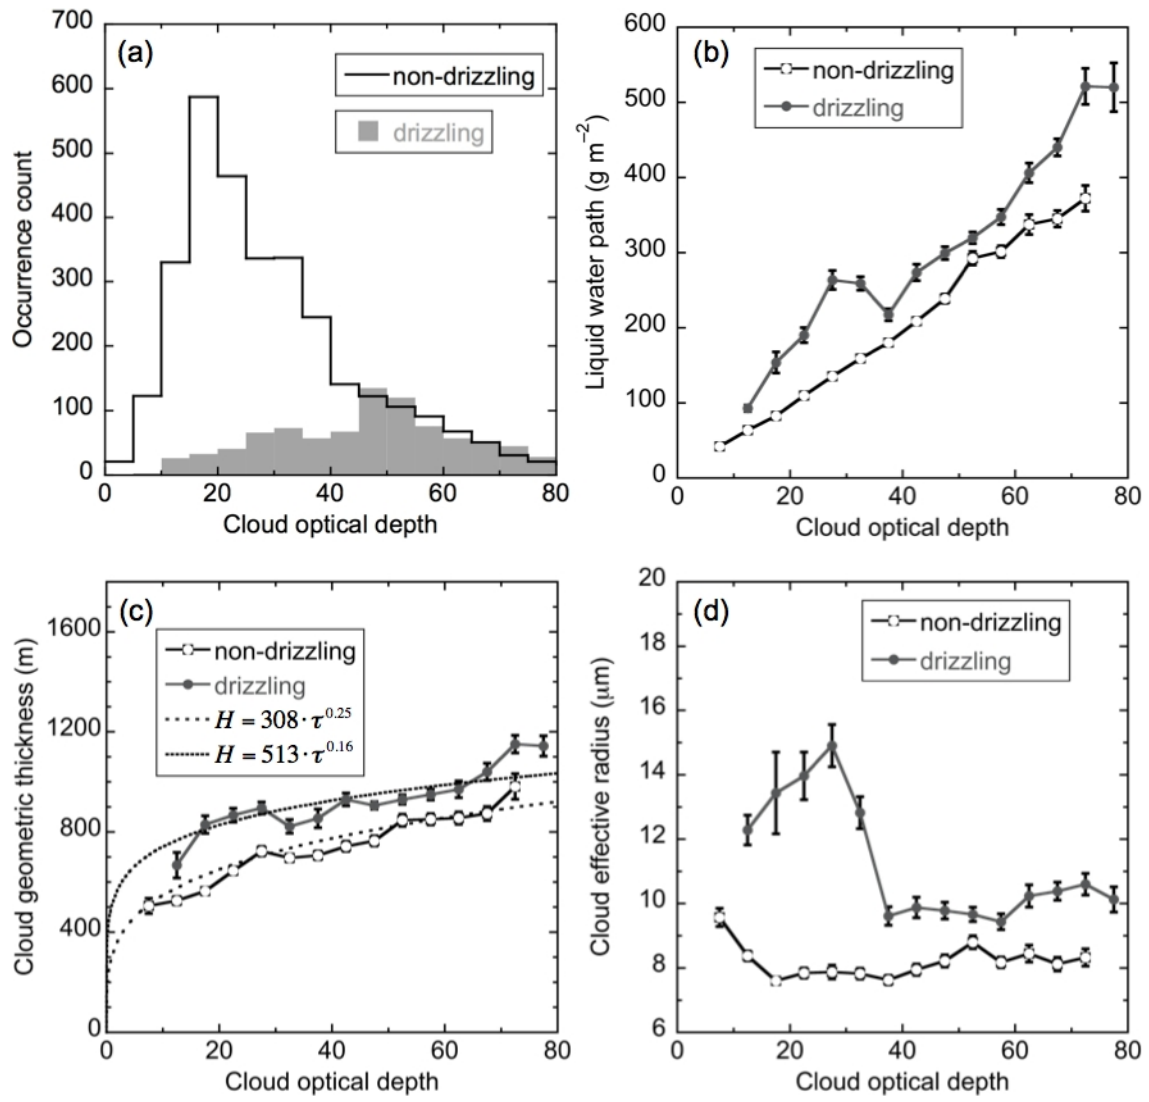 (a)
700
600
500
400
300
200
100
0
Occurrence count
non-drizzling
drizzling
0 20 40 60 80
Cloud optical depth
(b)
600
500
400
300
200
100
0
Liquid water path (g m⁻²)
non-drizzling
drizzling
0 20 40 60 80
Cloud optical depth
(c)
1600
1200
800
400
0
Cloud geometric thickness (m)
non-drizzling
drizzling
H = 308 · τ^0.25
H = 513 · τ^0.16
0 20 40 60 80
Cloud optical depth
(d)
20
18
16
14
12
10
8
6
Cloud effective radius (μm)
non-drizzling
drizzling
0 20 40 60 80
Cloud optical depth